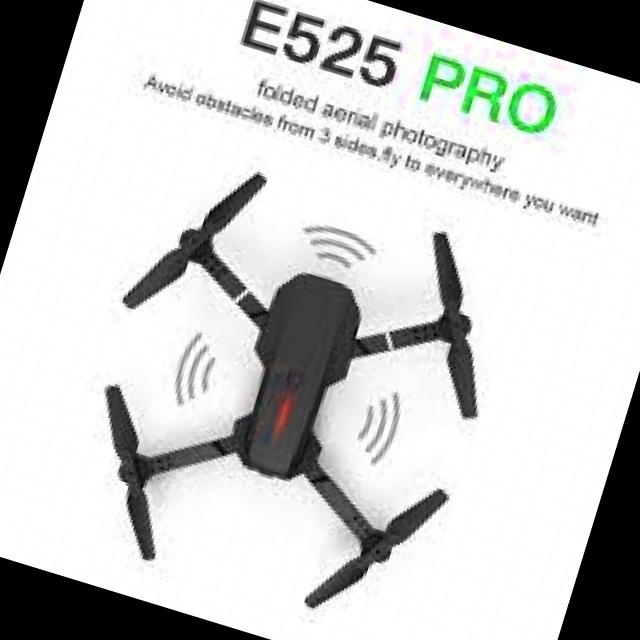 E525 PRO
folded aerial photography
Avoid obstacles from 3 sides,fly to everywhere you want